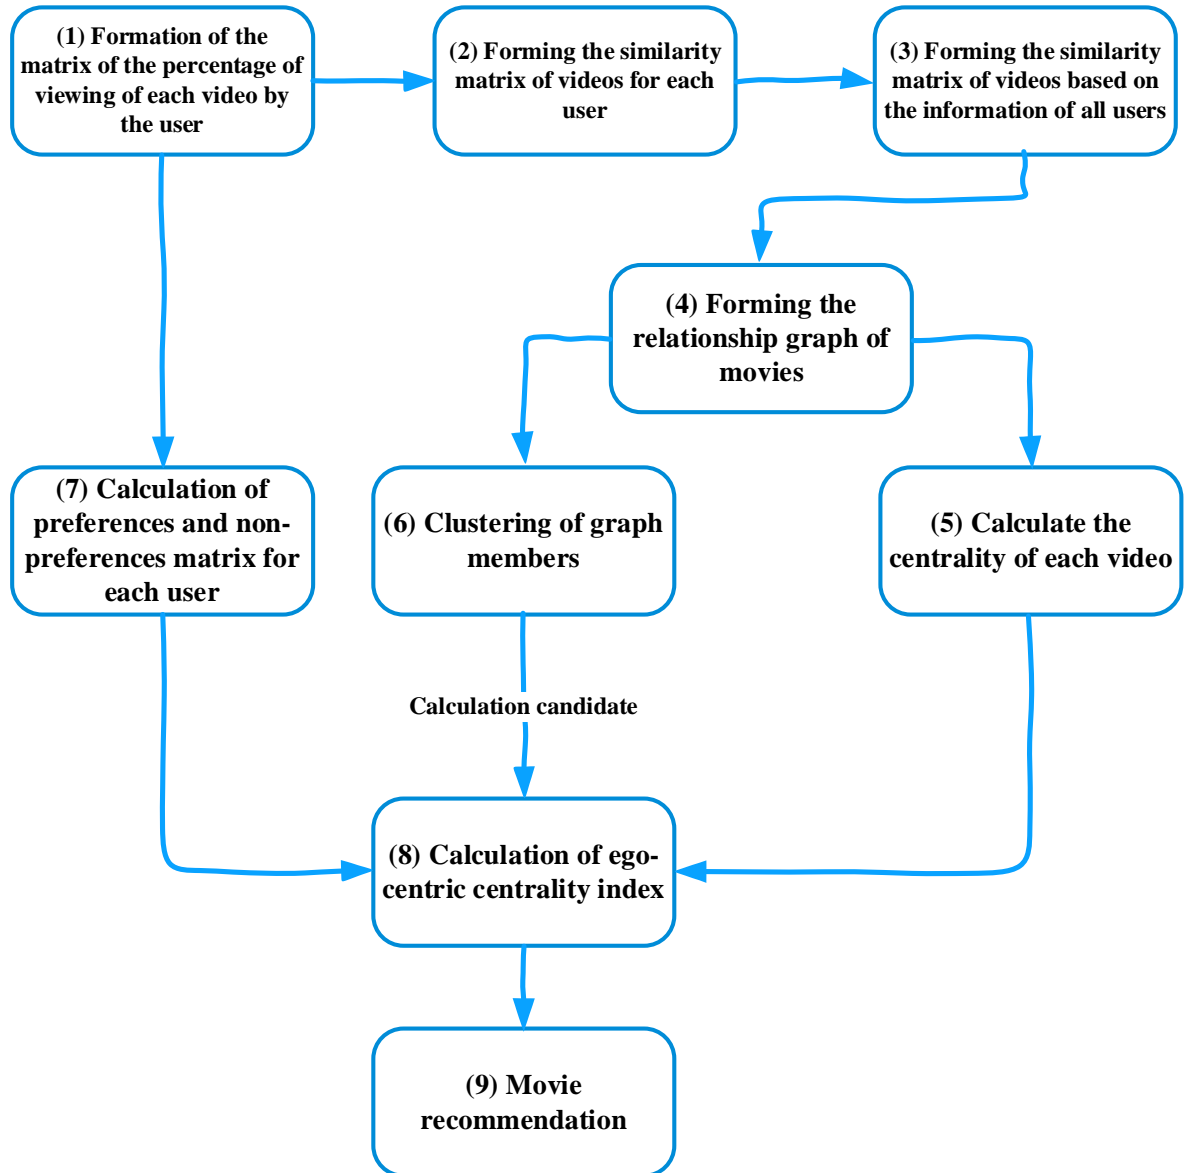 (1) Formation of the
matrix of the percentage of
viewing of each video by
the user
(2) Forming the similarity
matrix of videos for each
user
(3) Forming the similarity
matrix of videos based on
the information of all users
(4) Forming the
relationship graph of
movies
(7) Calculation of
preferences and non-
preferences matrix for
each user
(6) Clustering of graph
members
(5) Calculate the
centrality of each video
Calculation candidate
(8) Calculation of ego-
centric centrality index
(9) Movie
recommendation